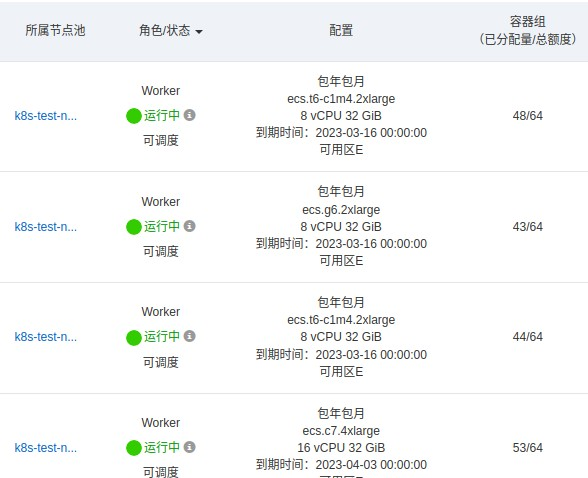 所属节点池 角色/状态 配置 容器组
（已分配量/总额度）
包年包月
Worker ecs.t6-c1m4.2xlarge
k8s-test-n... 运行中 8 vCPU 32 GiB 48/64
可调度 到期时间：2023-03-16 00:00:00
可用区E
包年包月
Worker ecs.g6.2xlarge
k8s-test-n... 运行中 8 vCPU 32 GiB 43/64
可调度 到期时间：2023-03-16 00:00:00
可用区E
包年包月
Worker ecs.t6-c1m4.2xlarge
k8s-test-n... 运行中 8 vCPU 32 GiB 44/64
可调度 到期时间：2023-03-16 00:00:00
可用区E
包年包月
Worker ecs.c7.4xlarge
k8s-test-n... 运行中 16 vCPU 32 GiB 53/64
可调度 到期时间：2023-04-03 00:00:00